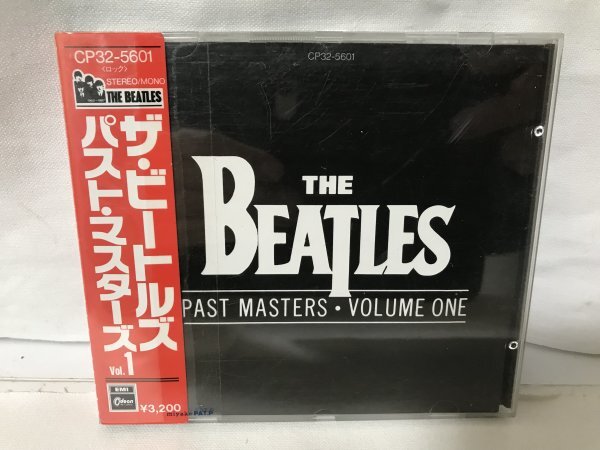 CP32-5601
〈ロック〉
STEREO/MONO
THE BEATLES
ザ・ビートルズ
パスト・マスターズ
Vol.1
EMI
Odeon
¥3,200
CP32-5601
THE
BEATLES
PAST MASTERS • VOLUME ONE